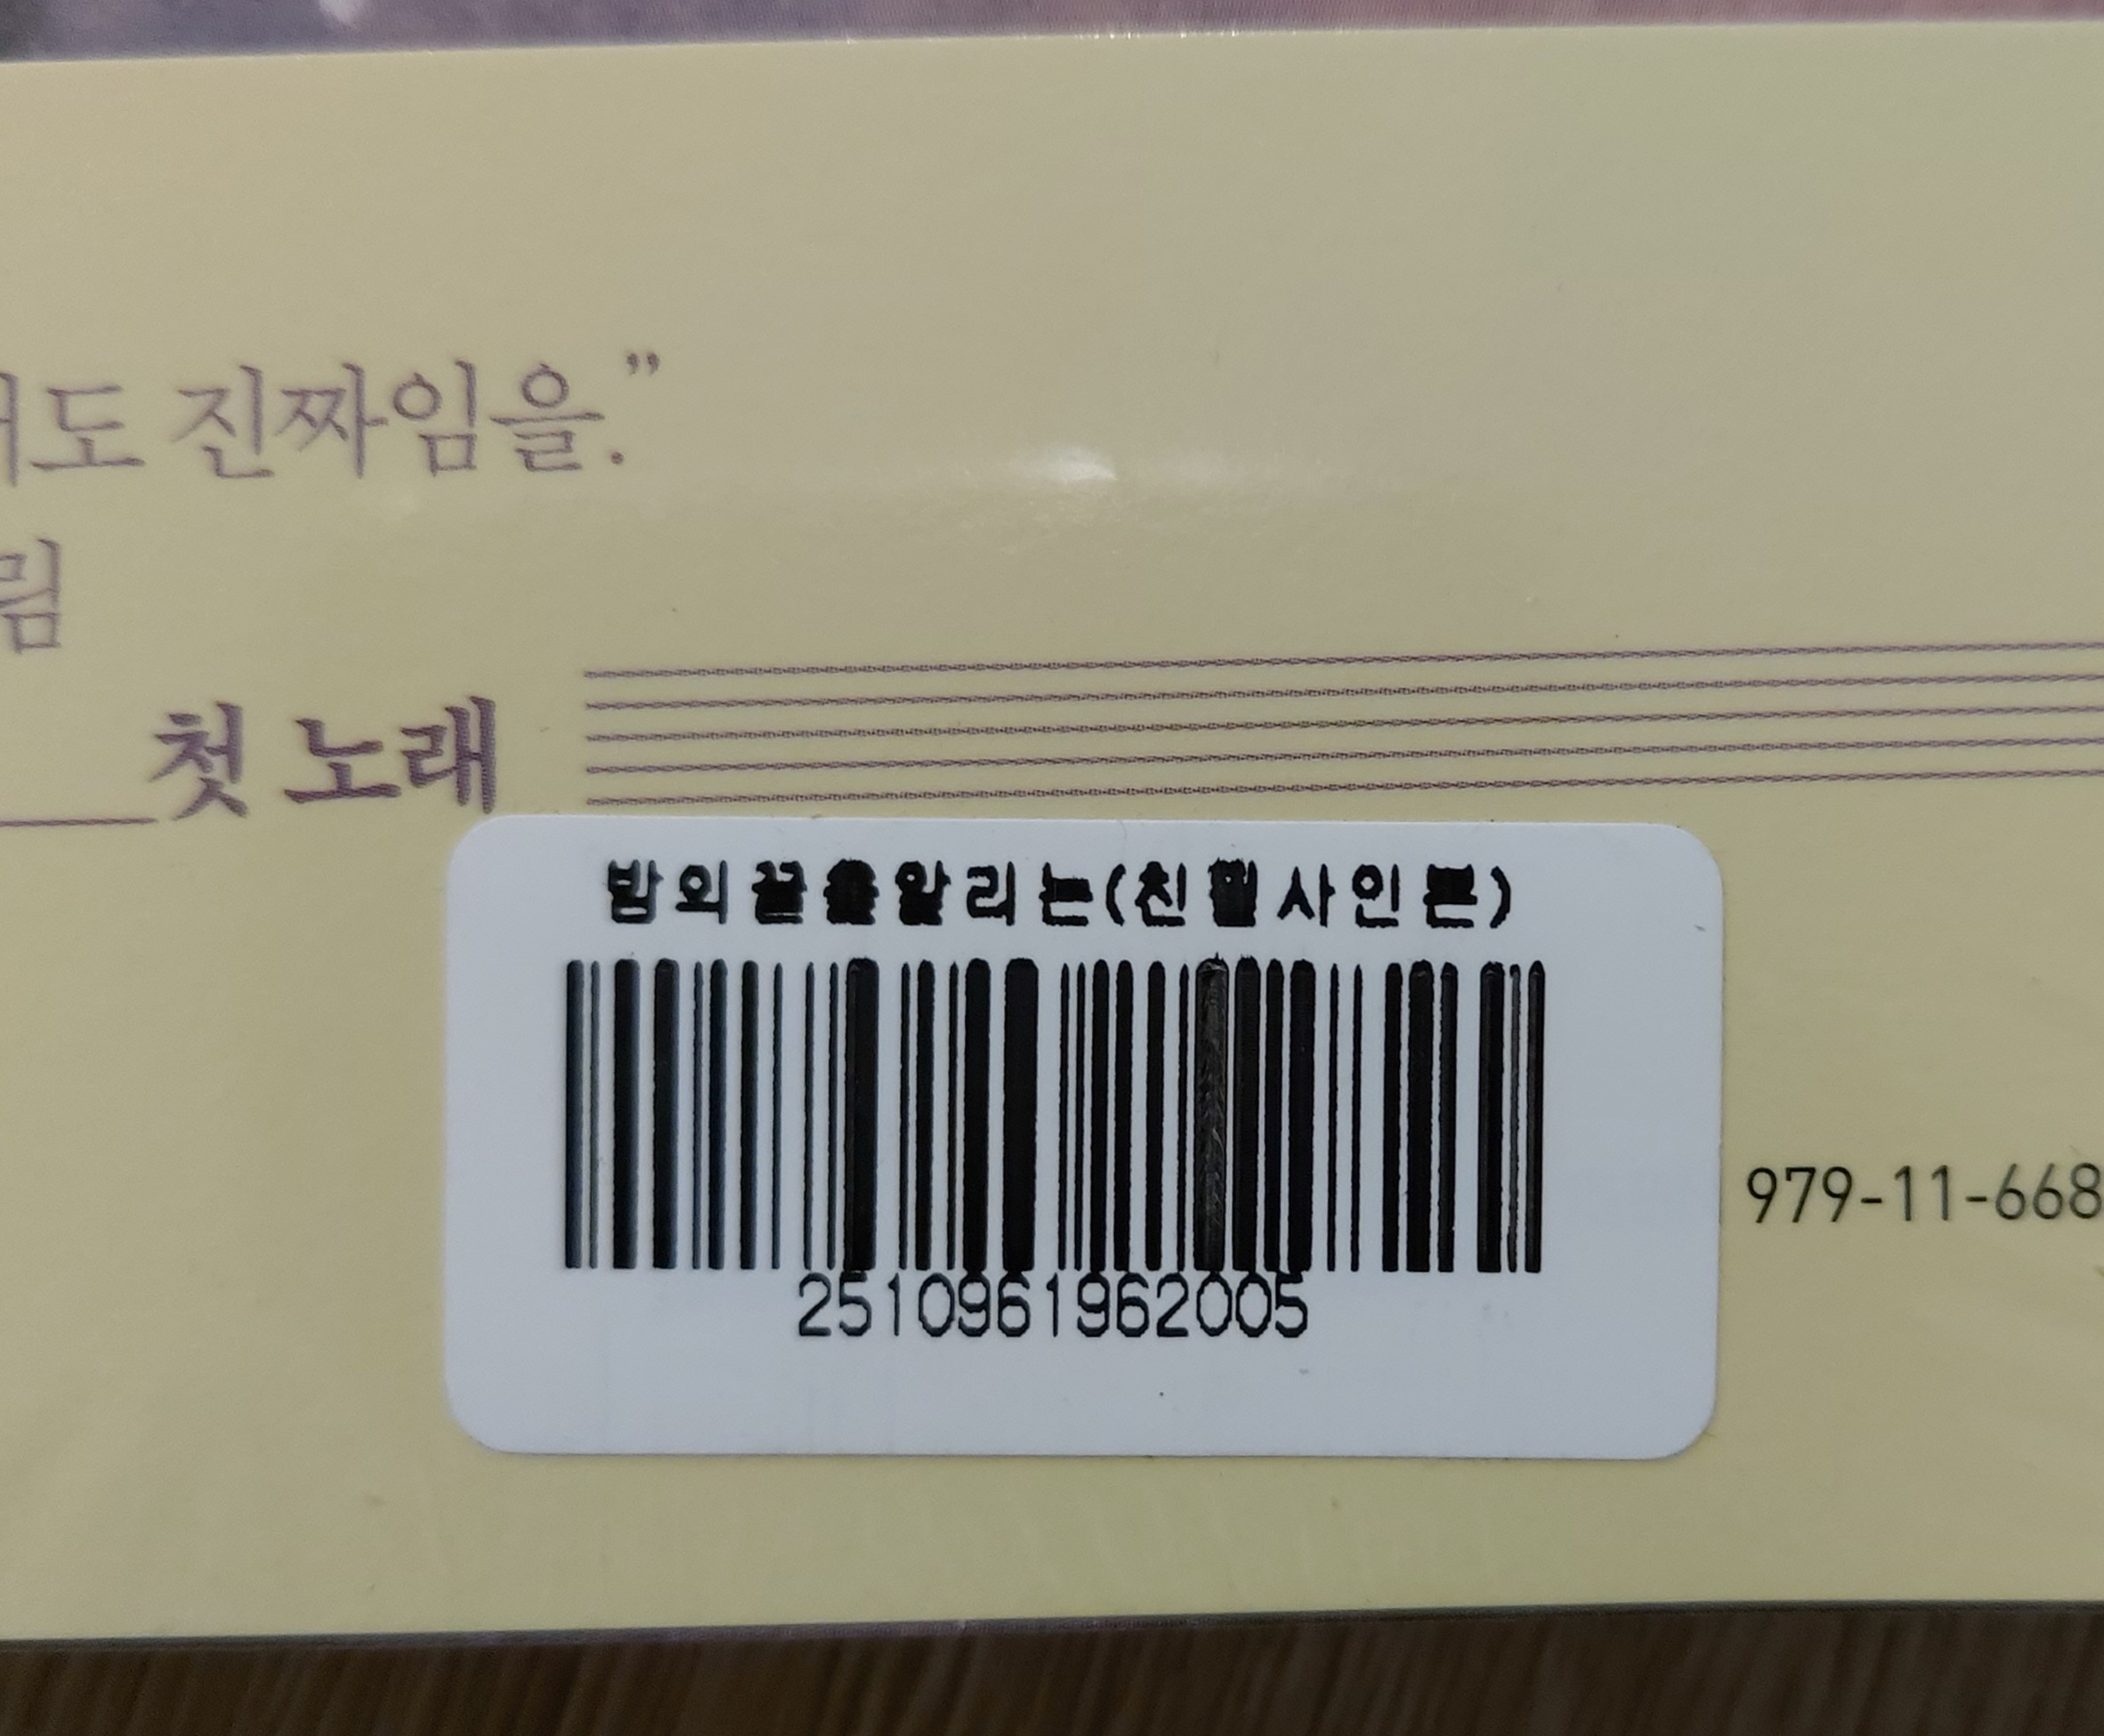 도 진짜임을.”
림
첫 노래
밤의끝을알리는(친필사인본)
2510961962005
979-11-668